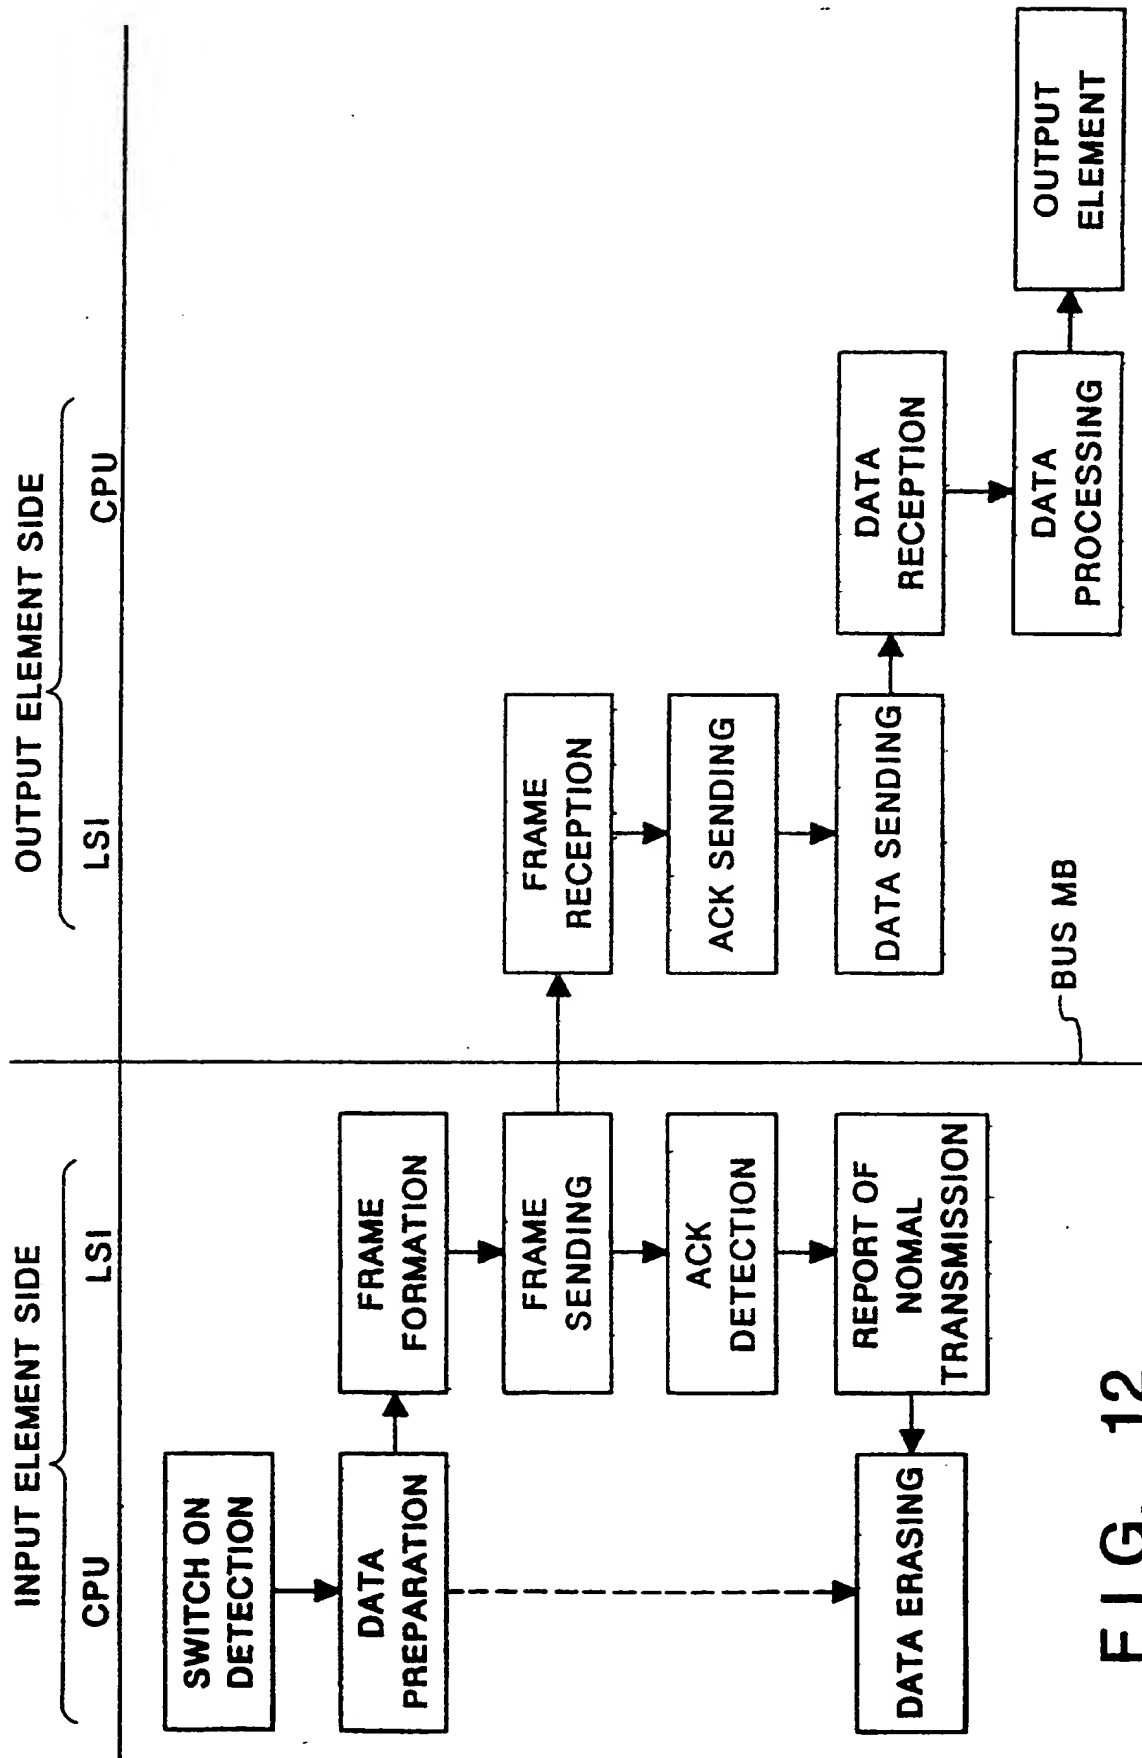 INPUT ELEMENT SIDE
OUTPUT ELEMENT SIDE
CPU
LSI
LSI
CPU
SWITCH ON
DETECTION
DATA
PREPARATION
FRAME
FORMATION
FRAME
SENDING
FRAME
RECEPTION
ACK
DETECTION
ACK SENDING
REPORT OF
NOMAL
TRANSMISSION
DATA SENDING
DATA
RECEPTION
DATA ERASING
DATA
PROCESSING
OUTPUT
ELEMENT
BUS MB
FIG. 12